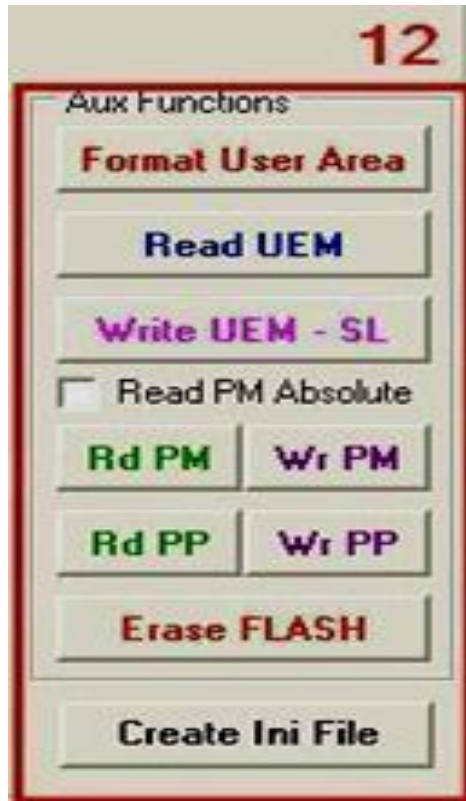 12
Aux Functions
Format User Area
Read UEM
Write UEM - SL
Read PM Absolute
Rd PM Wr PM
Rd PP Wr PP
Erase FLASH
Create Ini File